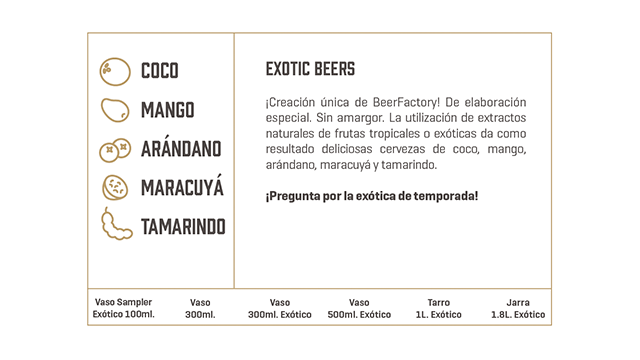 COCO
MANGO
ARÁNDANO
MARACUYÁ
TAMARINDO
EXOTIC BEERS
¡Creación única de BeerFactory! De elaboración
especial. Sin amargor. La utilización de extractos
naturales de frutas tropicales o exóticas da como
resultado deliciosas cervezas de coco, mango,
arándano, maracuyá y tamarindo.
¡Pregunta por la exótica de temporada!
Vaso Sampler
Exótico 100ml.
Vaso
300ml.
Vaso
300ml. Exótico
Vaso
500ml. Exótico
Tarro
1L. Exótico
Jarra
1.8L. Exótico